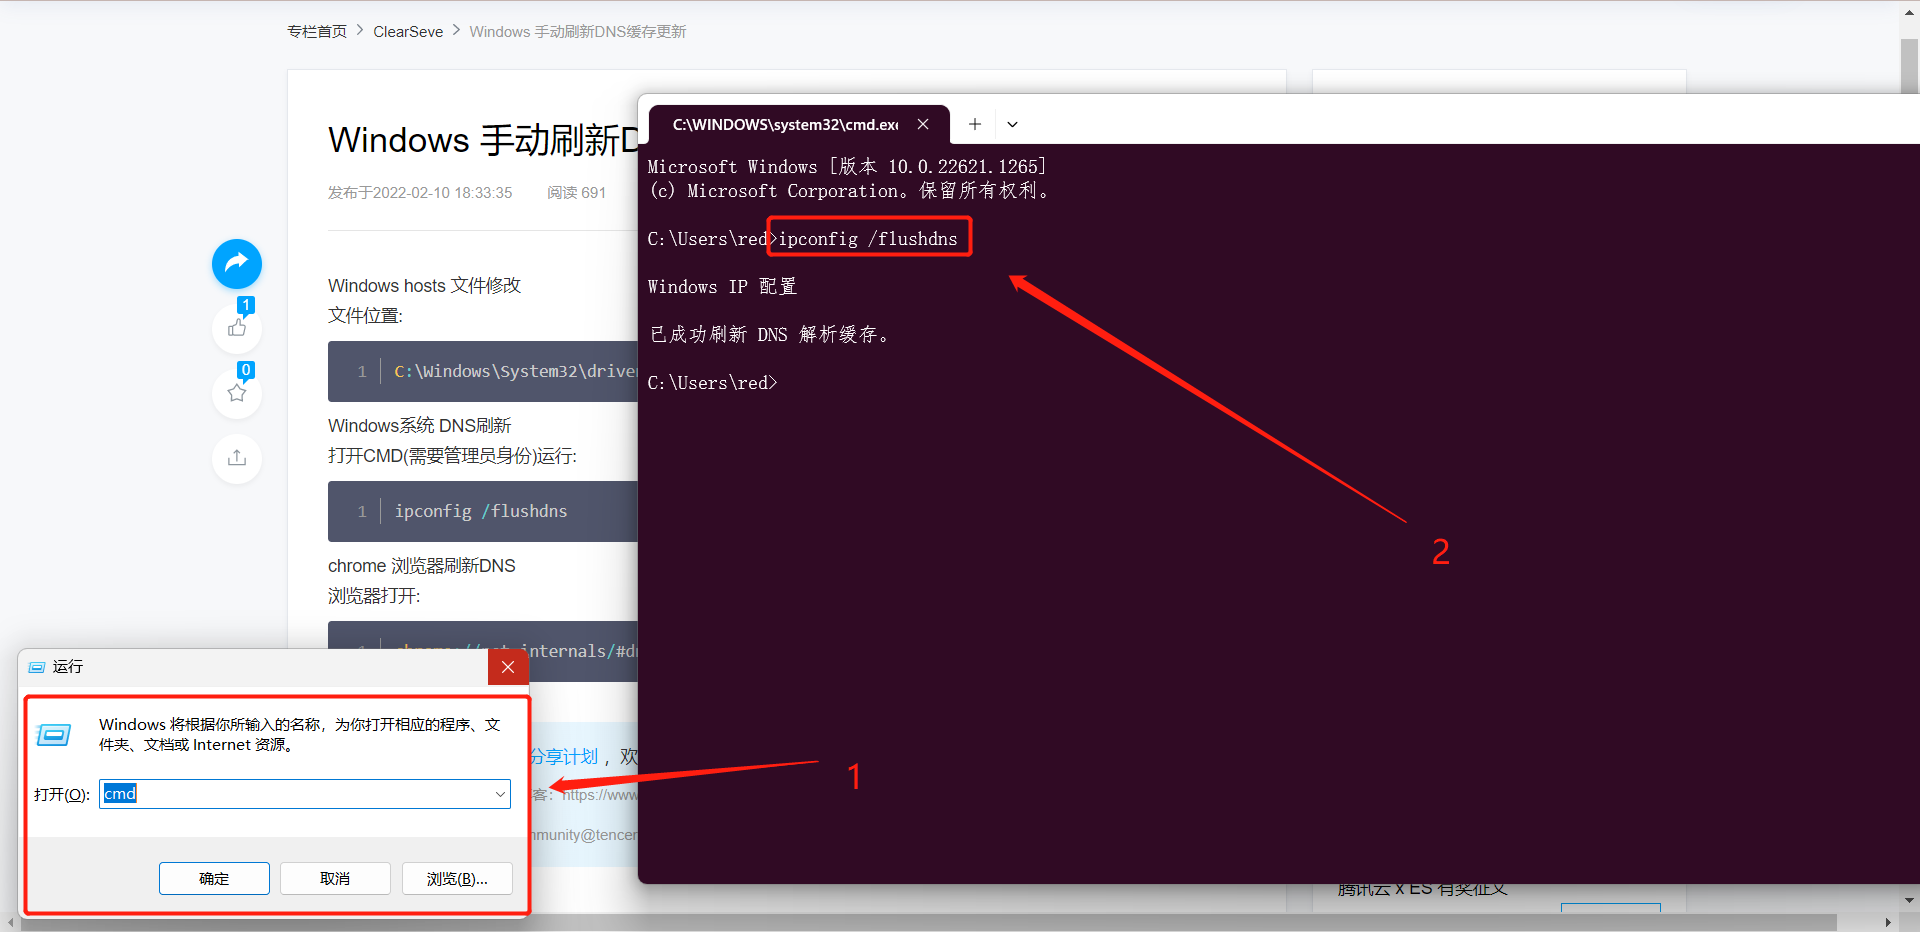 专栏首页 > ClearSeve > Windows 手动刷新DNS缓存更新
Windows 手动刷新D
发布于2022-02-10 18:33:35 阅读 691
1
0
Windows hosts 文件修改
文件位置:
1 C:\Windows\System32\driver
Windows系统 DNS刷新
打开CMD(需要管理员身份)运行:
1 ipconfig /flushdns
chrome 浏览器刷新DNS
浏览器打开:
internals/#dn
分享计划 ，欢
客：https://www
mmunity@tencen
C:\WINDOWS\system32\cmd.exe
Microsoft Windows [版本 10.0.22621.1265]
(c) Microsoft Corporation。保留所有权利。
C:\Users\red>ipconfig /flushdns
Windows IP 配置
已成功刷新 DNS 解析缓存。
C:\Users\red>
2
1
运行
Windows 将根据你所输入的名称，为你打开相应的程序、文
件夹、文档或 Internet 资源。
打开(O): cmd
确定 取消 浏览(B)...
腾讯云 x ES 有奖征文